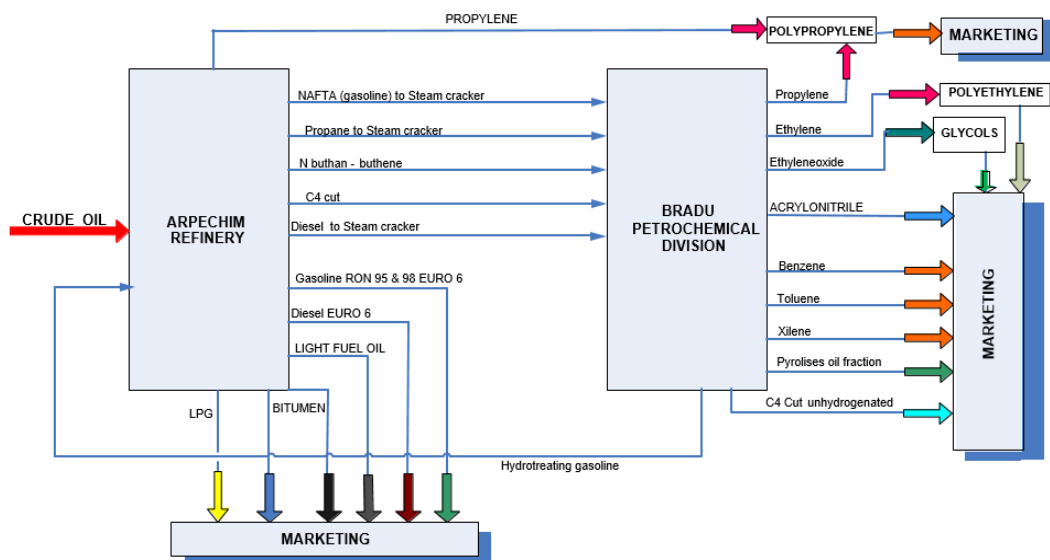 PROPYLENE
POLYPROPYLENE
MARKETING
NAFTA (gasoline) to Steam cracker
Propylene
POLYETHYLENE
Propane to Steam cracker
Ethylene
GLYCOLS
N buthan - buthene
Ethyleneoxide
C4 cut
CRUDE OIL
ARPECHIM
REFINERY
BRADU
PETROCHEMICAL
DIVISION
ACRYLONITRILE
Diesel to Steam cracker
Benzene
Gasoline RON 95 & 98 EURO 6
Toluene
Diesel EURO 6
Xilene
LIGHT FUEL OIL
Pyrolises oil fraction
MARKETING
LPG
BITUMEN
C4 Cut unhydrogenated
Hydrotreating gasoline
MARKETING